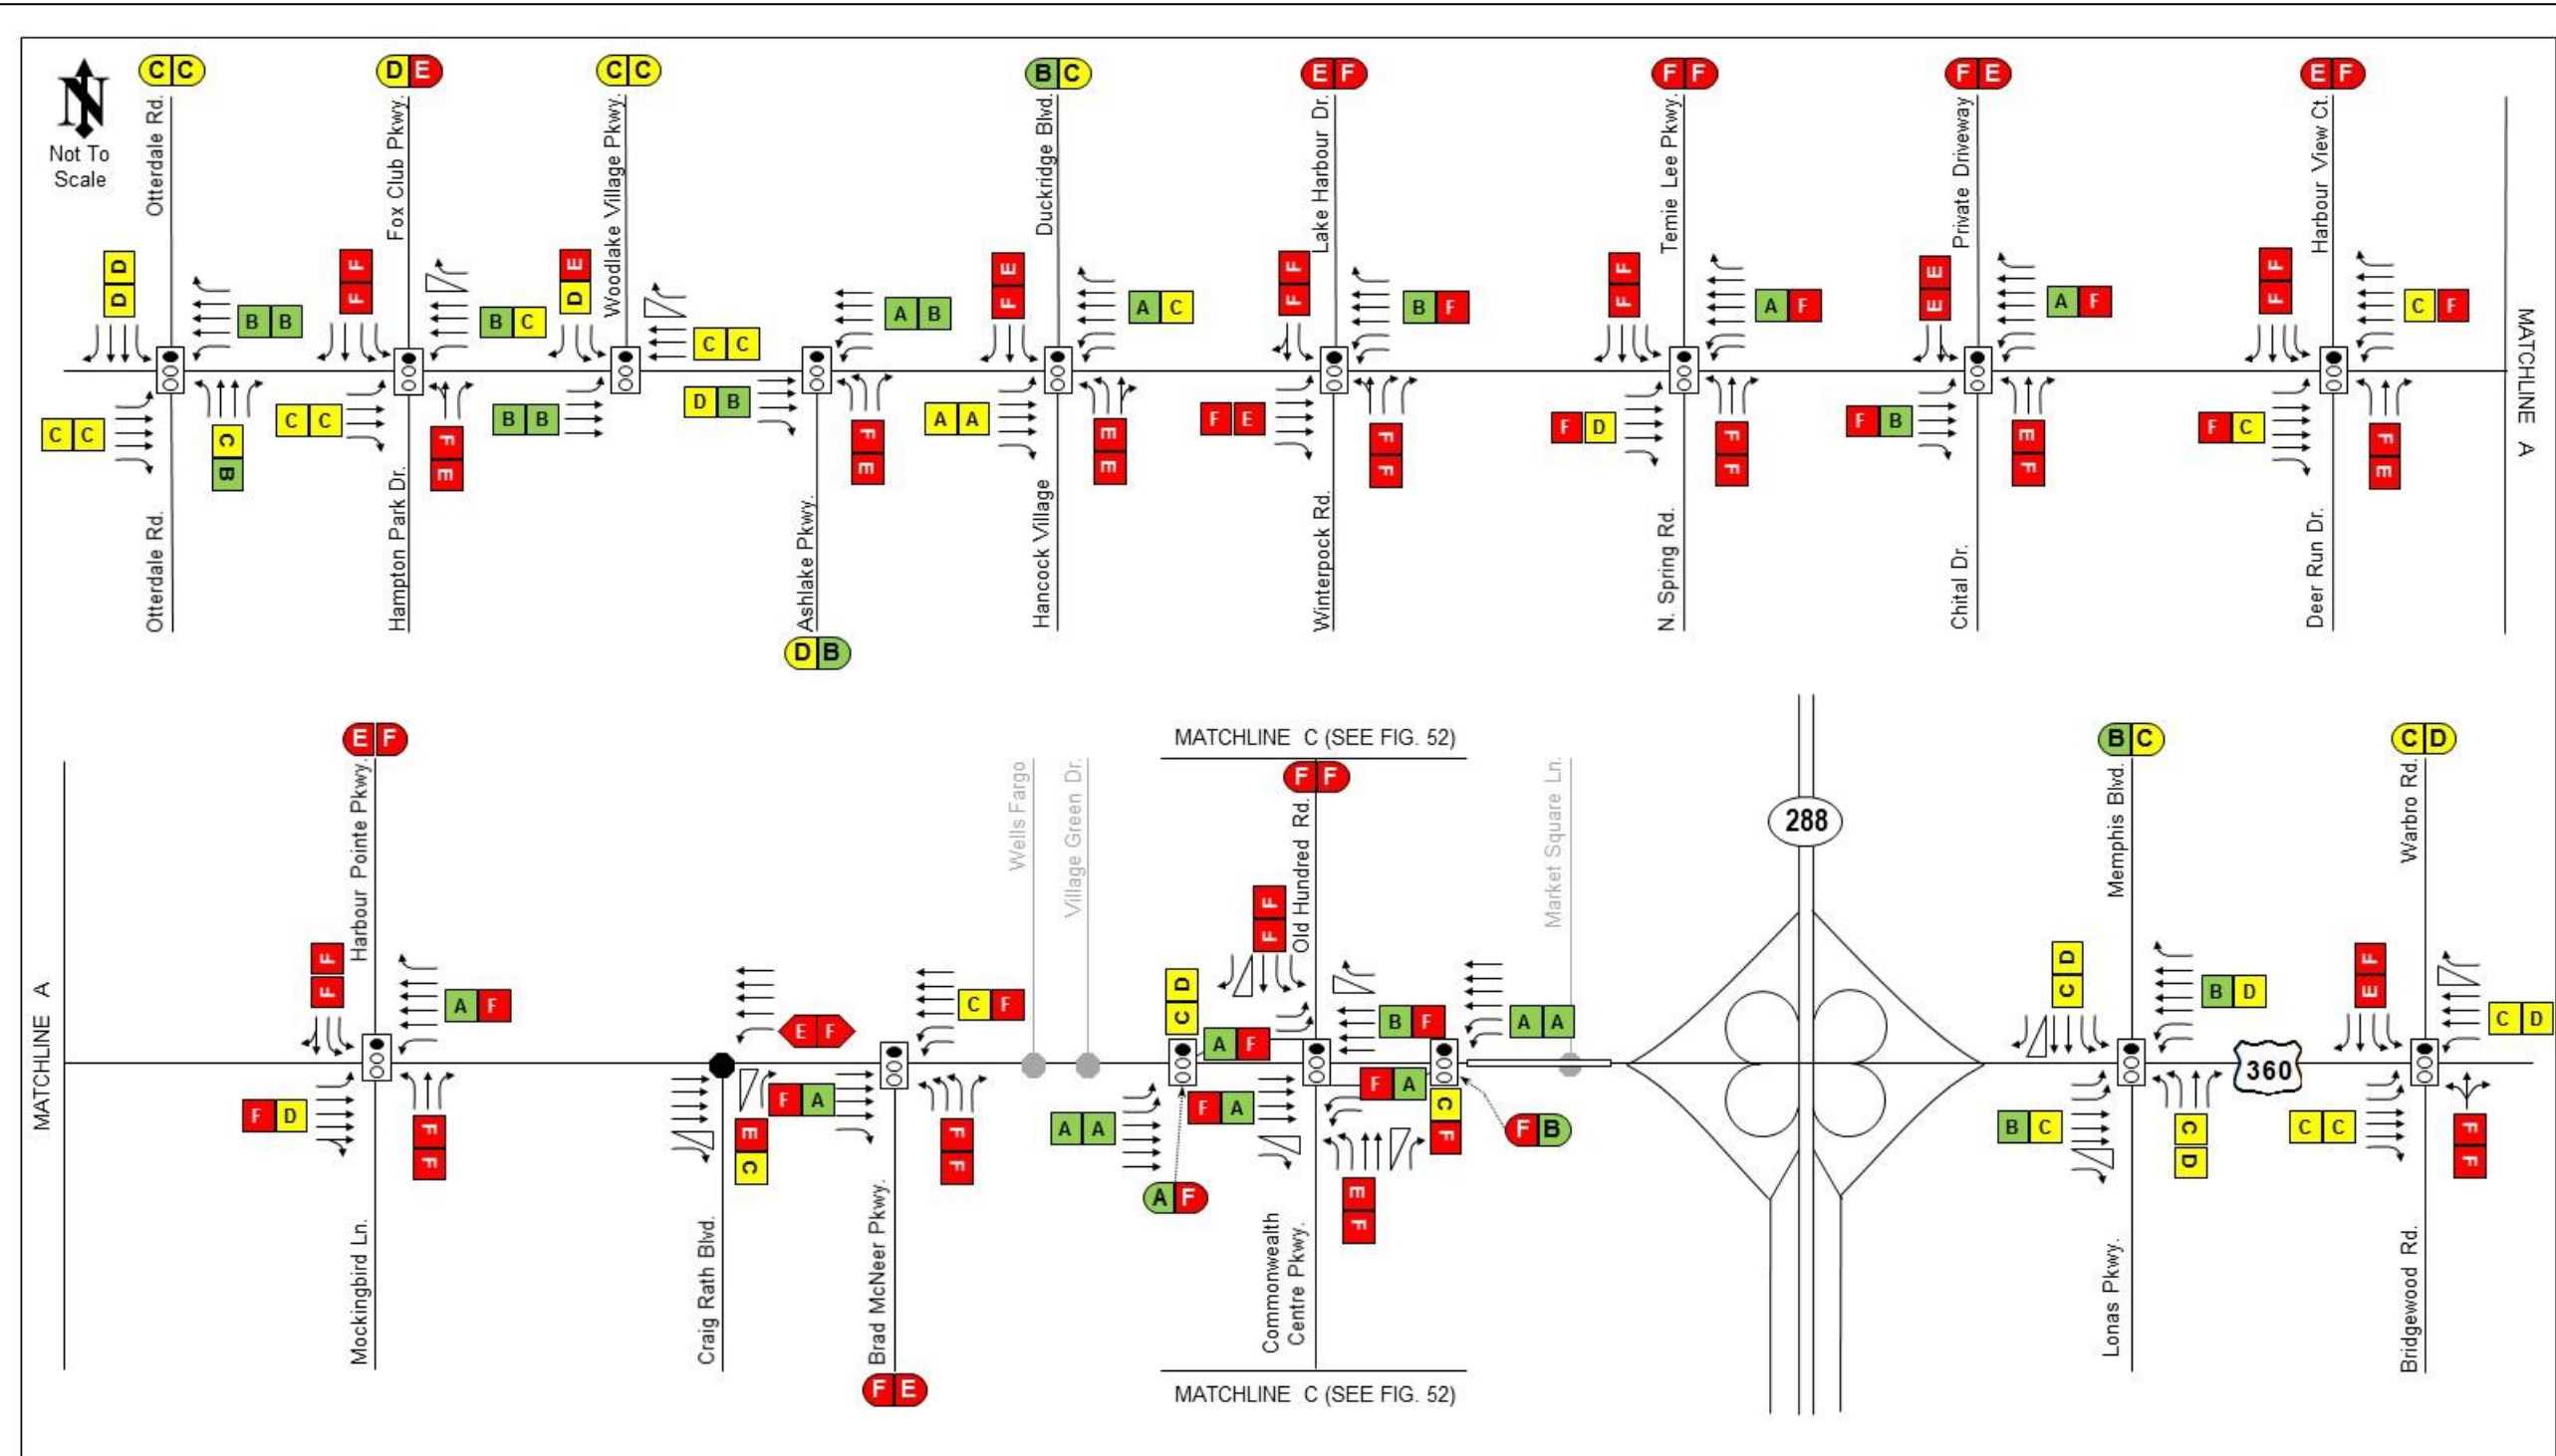 N
Not To
Scale
C C
D E
C C
B C
E F
F F
F E
E F
Otterdale Rd.
Fox Club Pkwy.
Woodlake Village Pkwy.
Duckridge Blvd.
Lake Harbour Dr.
Temie Lee Pkwy.
Private Driveway
Harbour View Ct.
MATCHLINE A
D D
B B
F F
B C
E D
C C
A B
E F
A C
F F
B F
F F
A F
E E
A F
F F
C F
C C
C B
C C
F E
B B
D B
F E
A A
E E
F E
F F
F D
F F
F B
E F
F C
F E
Otterdale Rd.
Hampton Park Dr.
Ashlake Pkwy.
Hancock Village
Winterpock Rd.
N. Spring Rd.
Chital Dr.
Deer Run Dr.
D B
MATCHLINE A
E F
Harbour Pointe Pkwy.
Wells Fargo
Village Green Dr.
MATCHLINE C (SEE FIG. 52)
F F
Old Hundred Rd.
Market Square Ln.
288
B C
Memphis Blvd.
C D
Warbro Rd.
F F
A F
E F
C F
F F
D C
A F
B F
A A
D C
B D
F E
C D
F D
F F
E C
F A
F F
A A
F A
F A
C F
F B
A F
E F
B C
C D
360
C C
F F
Mockingbird Ln.
Craig Rath Blvd.
Brad McNeer Pkwy.
Commonwealth
Centre Pkwy.
Lonas Pkwy.
Bridgewood Rd.
F E
MATCHLINE C (SEE FIG. 52)